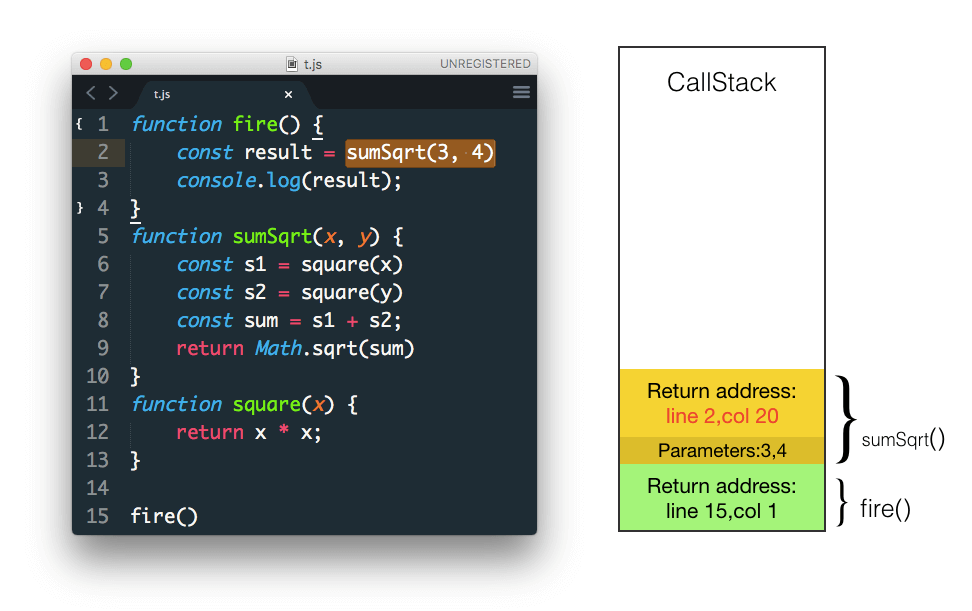 t.js
UNREGISTERED
t.js ×
{ 1 function fire() {
2 const result = sumSqrt(3, 4)
3 console.log(result);
} 4 }
5 function sumSqrt(x, y) {
6 const s1 = square(x)
7 const s2 = square(y)
8 const sum = s1 + s2;
9 return Math.sqrt(sum)
10 }
11 function square(x) {
12 return x * x;
13 }
14
15 fire()
CallStack
Return address:
line 2,col 20
Parameters:3,4
sumSqrt()
Return address:
line 15,col 1
fire()